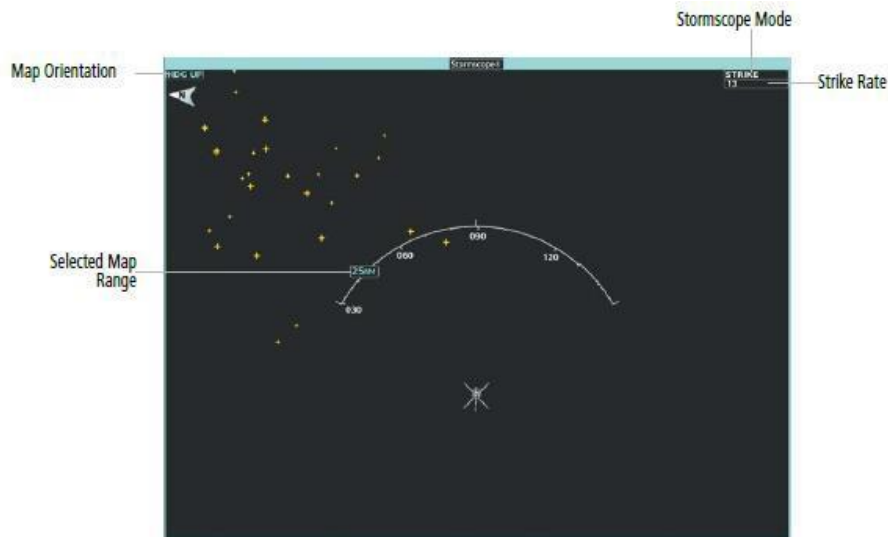 Stormscope Mode
Map Orientation
Stormscope
HDG UP
STRIKE
13
Strike Rate
N
090
060
120
Selected Map
Range
25NM
030